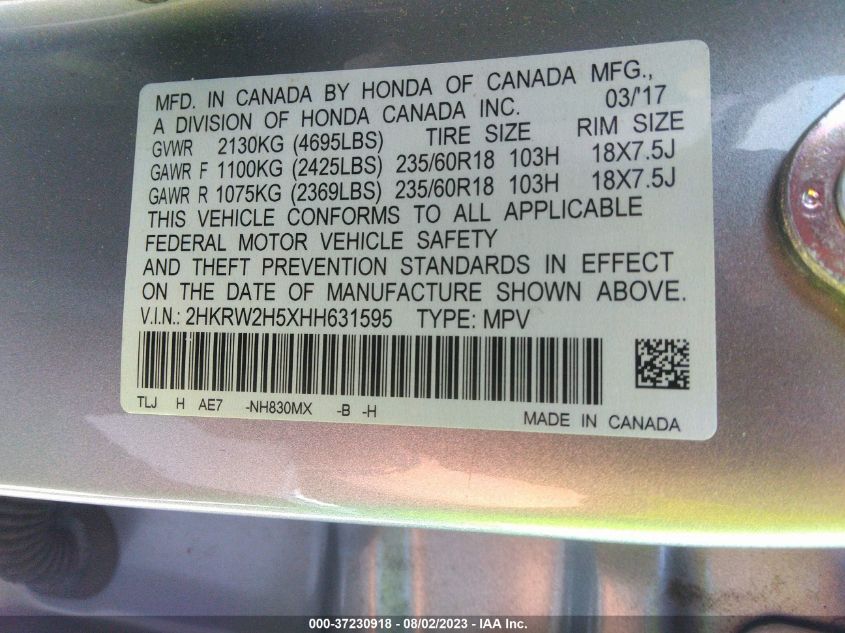 MFD. IN CANADA BY HONDA OF CANADA MFG.,
A DIVISION OF HONDA CANADA INC. 03/'17
GVWR 2130KG (4695LBS) TIRE SIZE RIM SIZE
GAWR F 1100KG (2425LBS) 235/60R18 103H 18X7.5J
GAWR R 1075KG (2369LBS) 235/60R18 103H 18X7.5J
THIS VEHICLE CONFORMS TO ALL APPLICABLE
FEDERAL MOTOR VEHICLE SAFETY
AND THEFT PREVENTION STANDARDS IN EFFECT
ON THE DATE OF MANUFACTURE SHOWN ABOVE.
V.I.N.: 2HKRW2H5XHH631595 TYPE: MPV
TLJ H AE7 -NH830MX -B -H
MADE IN CANADA
000-37230918 - 08/02/2023 - IAA Inc.